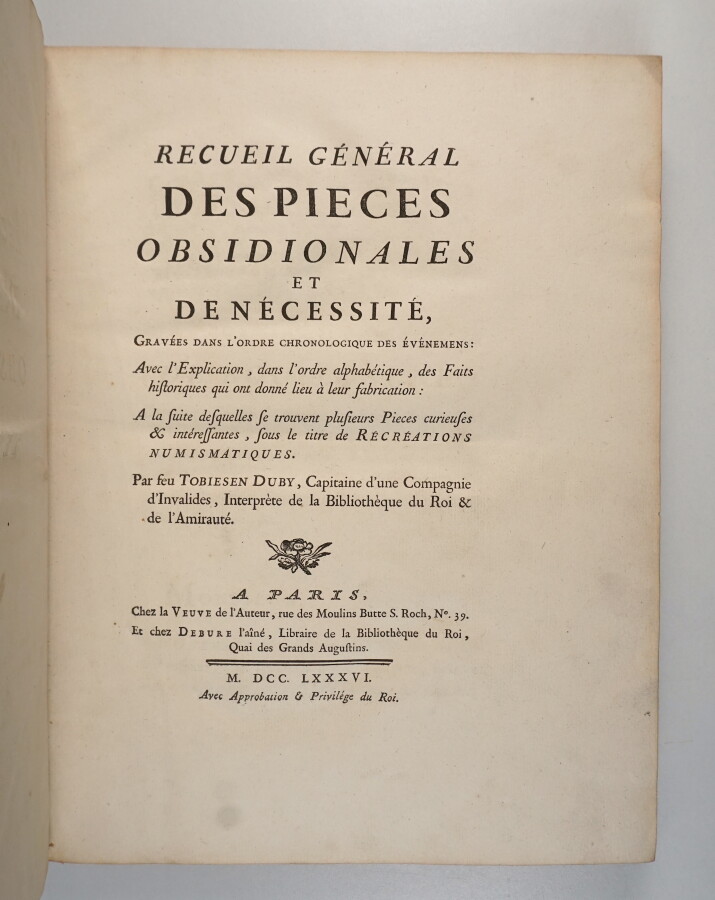 RECUEIL GÉNÉRAL
DES PIECES
OBSIDIONALES
ET
DE NÉCESSITÉ,
GRAVÉES DANS L'ORDRE CHRONOLOGIQUE DES ÉVÉNEMENS:
Avec l'Explication, dans l'ordre alphabétique, des Faits
hiſtoriques qui ont donné lieu à leur fabrication :
A la ſuite deſquelles ſe trouvent pluſieurs Pieces curieuſes
& intéreſſantes, ſous le titre de RÉCRÉATIONS
NUMISMATIQUES.
Par feu TOBIESEN DUBY, Capitaine d'une Compagnie
d'Invalides, Interprète de la Bibliothèque du Roi &
de l'Amirauté.
A PARIS,
Chez la VEUVE de l'Auteur, rue des Moulins Butte S. Roch, No. 39.
Et chez DEBURE l'aîné, Libraire de la Bibliothèque du Roi,
Quai des Grands Auguſtins.
M. DCC. LXXXVI.
Avec Approbation & Privilége du Roi.